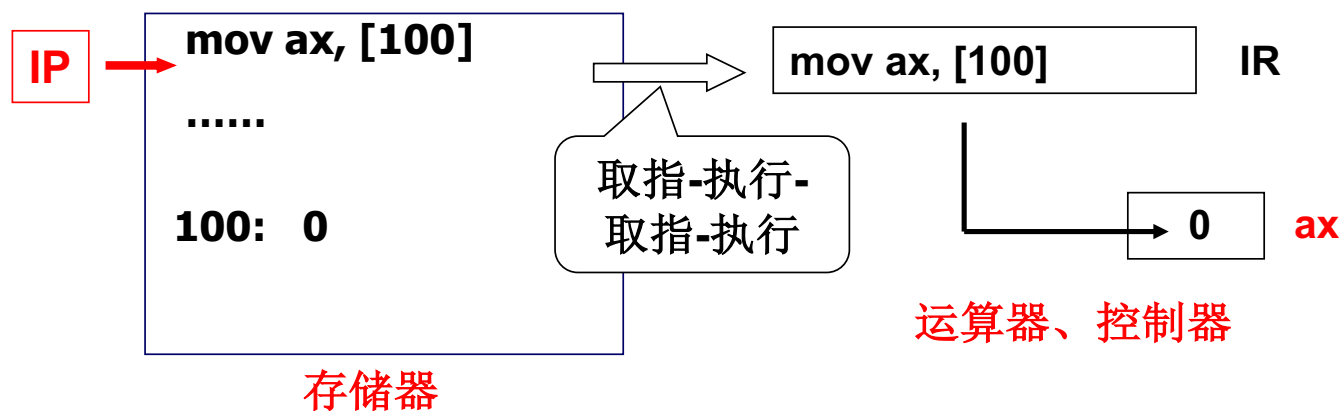 IP
mov ax, [100]
......
100: 0
取指-执行-
取指-执行
mov ax, [100]
IR
0
ax
运算器、控制器
存储器